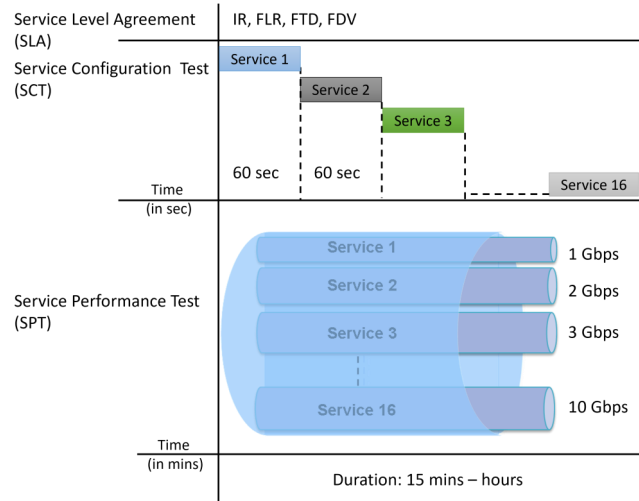 Service Level Agreement
(SLA)
IR, FLR, FTD, FDV
Service Configuration Test
(SCT)
Service 1
Service 2
Service 3
60 sec
60 sec
Service 16
Time
(in sec)
Service Performance Test
(SPT)
Service 1
1 Gbps
Service 2
2 Gbps
Service 3
3 Gbps
Service 16
10 Gbps
Time
(in mins)
Duration: 15 mins – hours